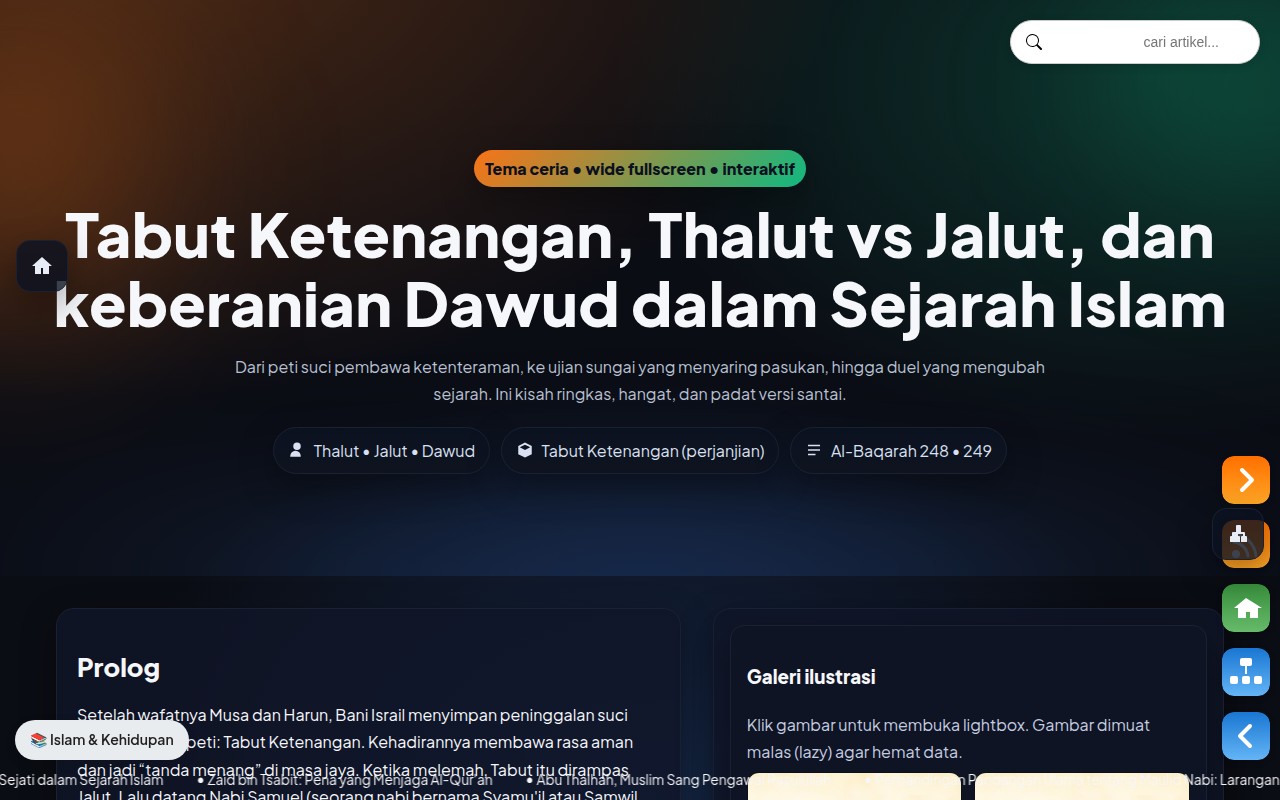 cari artikel...
Tema ceria • wide fullscreen • interaktif
Tabut Ketenangan, Thalut vs Jalut, dan
keberanian Dawud dalam Sejarah Islam
Dari peti suci pembawa ketenteraman, ke ujian sungai yang menyaring pasukan, hingga duel yang mengubah
sejarah. Ini kisah ringkas, hangat, dan padat versi santai.
Thalut • Jalut • Dawud
Tabut Ketenangan (perjanjian)
Al-Baqarah 248 • 249
Prolog
Setelah wafatnya Musa dan Harun, Bani Israil menyimpan peninggalan suci
peti: Tabut Ketenangan. Kehadirannya membawa rasa aman
dan jadi “tanda menang” di masa jaya. Ketika melemah, Tabut itu dirampas
Jalut. Lalu datang Nabi Samuel (seorang nabi bernama Syamu'il atau Samwil
Galeri ilustrasi
Klik gambar untuk membuka lightbox. Gambar dimuat
malas (lazy) agar hemat data.
📚 Islam & Kehidupan
Sejati dalam Sejarah Islam • Zaid bin Tsabit: Pena yang Menjaga Al-Qur'an • Abu Thalhah, Muslim Sang Nabi: Larangan